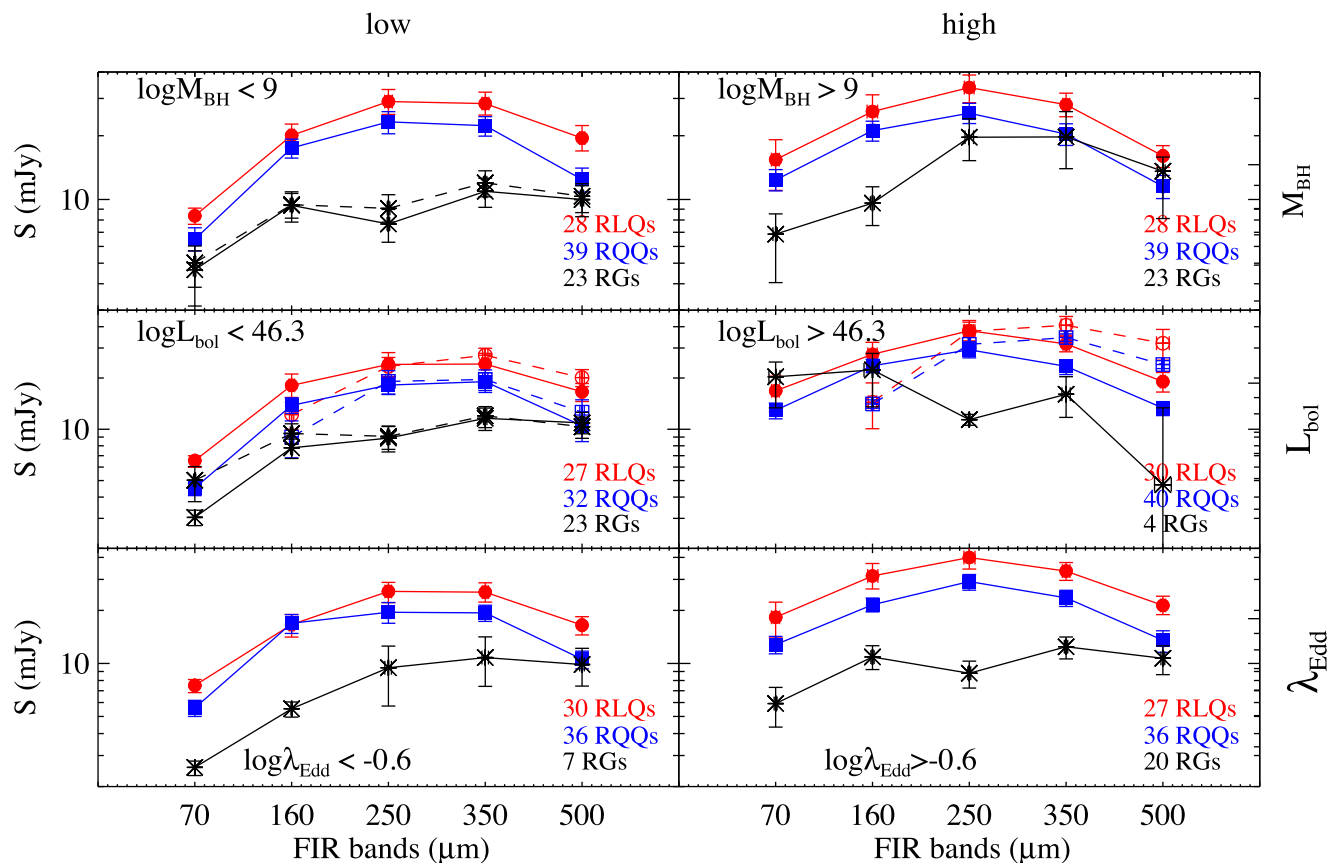 low
high
logM_BH < 9
logM_BH > 9
S (mJy)
10
28 RLQs
39 RQQs
23 RGs
28 RLQs
39 RQQs
23 RGs
M_BH
logL_bol < 46.3
logL_bol > 46.3
S (mJy)
10
27 RLQs
32 RQQs
23 RGs
30 RLQs
40 RQQs
4 RGs
L_bol
S (mJy)
10
30 RLQs
36 RQQs
7 RGs
logλ_Edd < -0.6
27 RLQs
36 RQQs
20 RGs
logλ_Edd>-0.6
λ_Edd
70 160 250 350 500
70 160 250 350 500
FIR bands (μm)
FIR bands (μm)